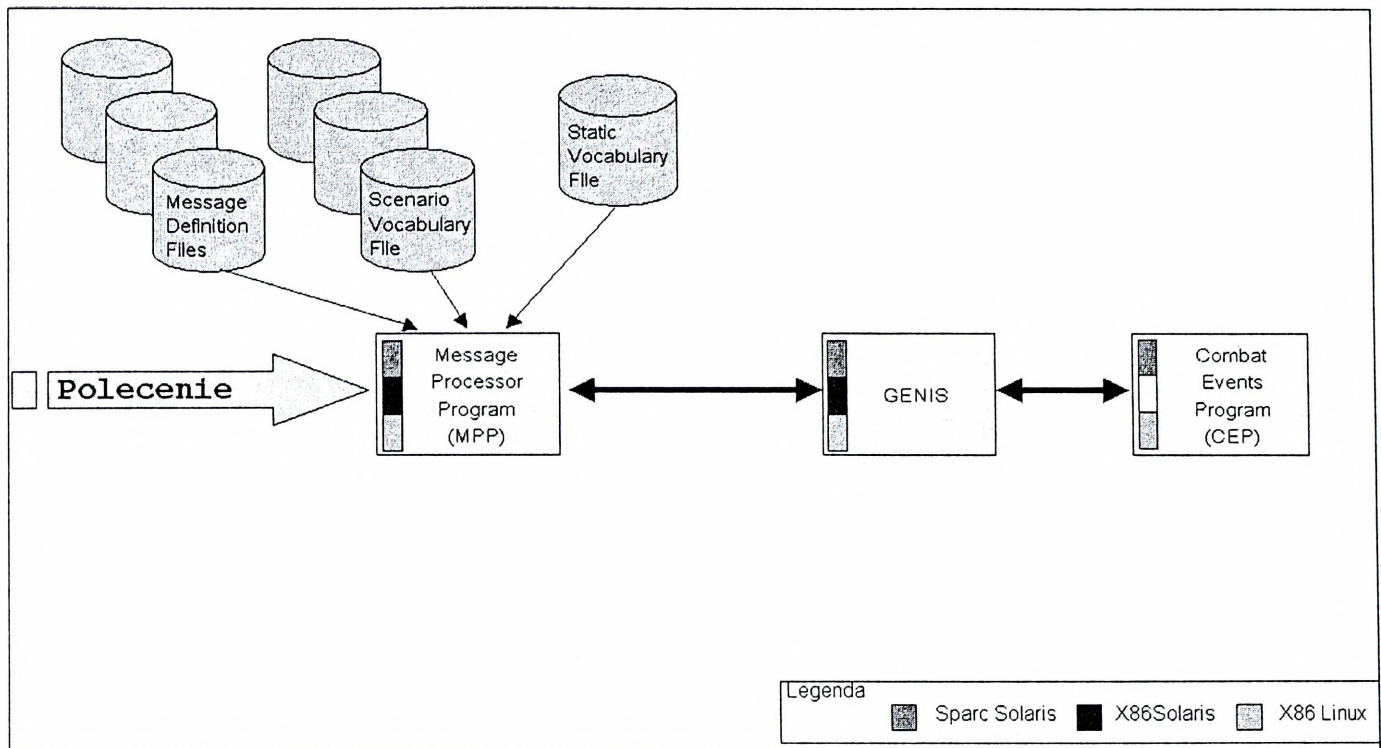 Message
Definition
Files
Scenario
Vocabulary
File
Static
Vocabulary
File
Polecenie
Message
Processor
Program
(MPP)
GENIS
Combat
Events
Program
(CEP)
Legenda
Sparc Solaris
X86Solaris
X86 Linux